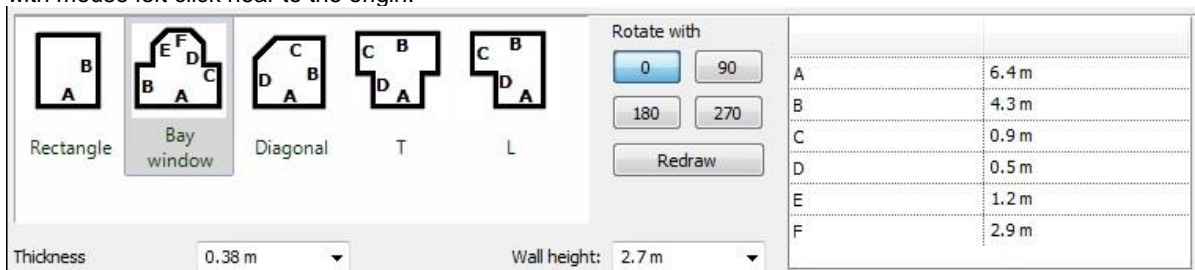 with mouse left click near to the origin.
B
A
Rectangle
E F D
B C
A
Bay
window
C
D B
A
Diagonal
C B
D A
T
C B
D A
L
Rotate with
0 90
180 270
Redraw
A 6.4 m
B 4.3 m
C 0.9 m
D 0.5 m
E 1.2 m
F 2.9 m
Thickness 0.38 m
Wall height: 2.7 m